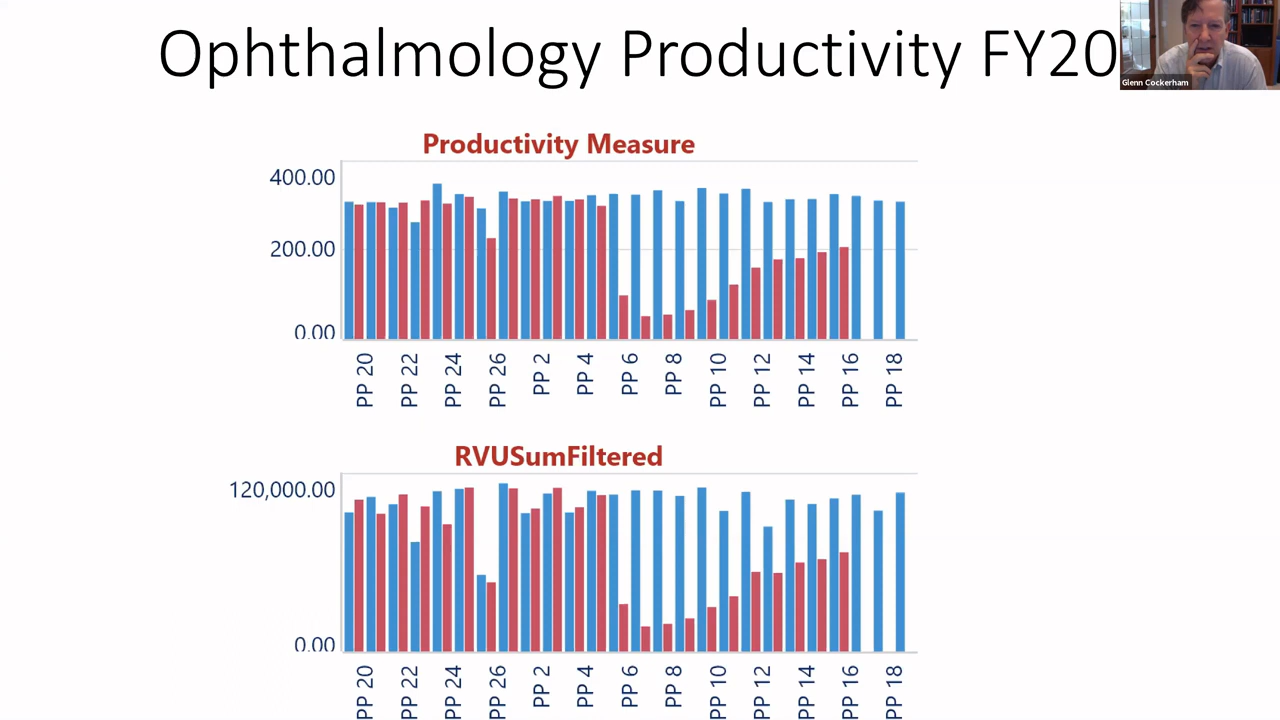 Ophthalmology Productivity FY20
Glenn Cockerham
Productivity Measure
400.00
200.00
0.00
PP 20
PP 22
PP 24
PP 26
PP 2
PP 4
PP 6
PP 8
PP 10
PP 12
PP 14
PP 16
PP 18
RVUSumFiltered
120,000.00
0.00
PP 20
PP 22
PP 24
PP 26
PP 2
PP 4
PP 6
PP 8
PP 10
PP 12
PP 14
PP 16
PP 18